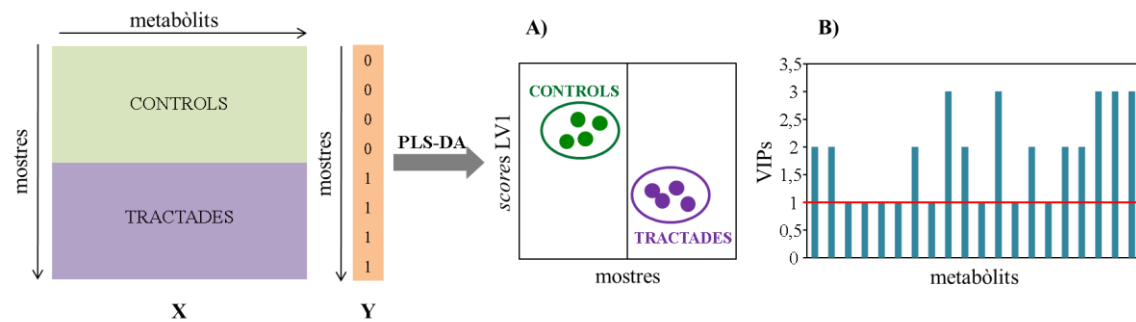 metabòlits
mostres
CONTROLS
TRACTADES
X
mostres
0
0
0
0
1
1
1
1
Y
PLS-DA
A)
scores LV1
CONTROLS
TRACTADES
mostres
B)
VIPs
3,5
3
2,5
2
1,5
1
0,5
0
metabòlits